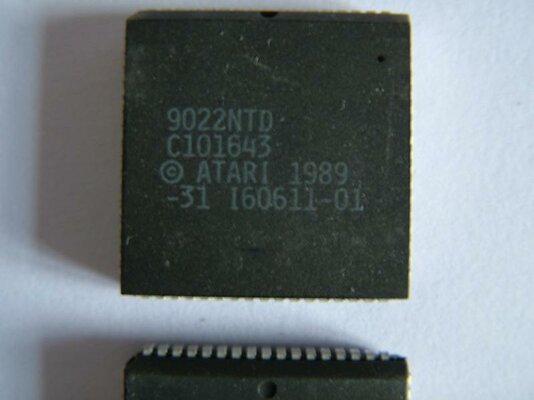 9022NTD
C101643
© ATARI 1989
-31 I60611-01